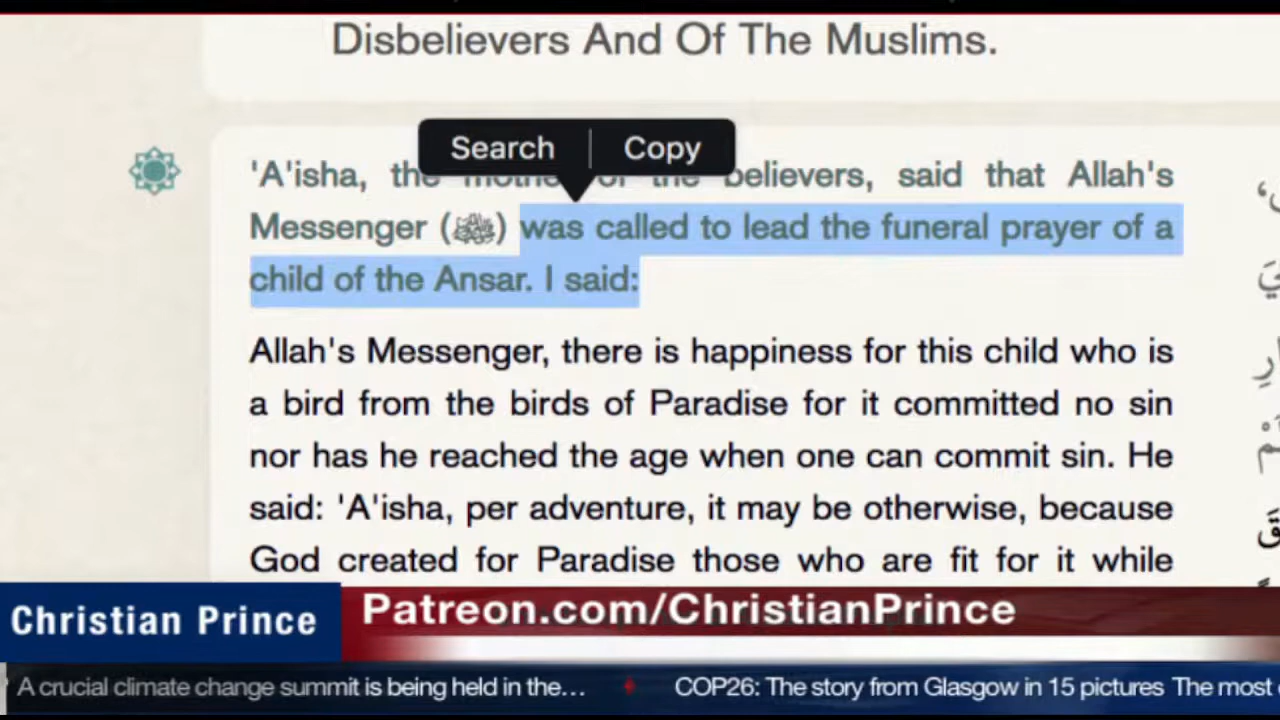 Disbelievers And Of The Muslims.
Search
Copy
'A'isha, the mother of the believers, said that Allah's
Messenger (ﷺ) was called to lead the funeral prayer of a
child of the Ansar. I said:
Allah's Messenger, there is happiness for this child who is
a bird from the birds of Paradise for it committed no sin
nor has he reached the age when one can commit sin. He
said: 'A'isha, per adventure, it may be otherwise, because
God created for Paradise those who are fit for it while
Christian Prince
Patreon.com/ChristianPrince
A crucial climate change summit is being held in the…
COP26: The story from Glasgow in 15 pictures The most